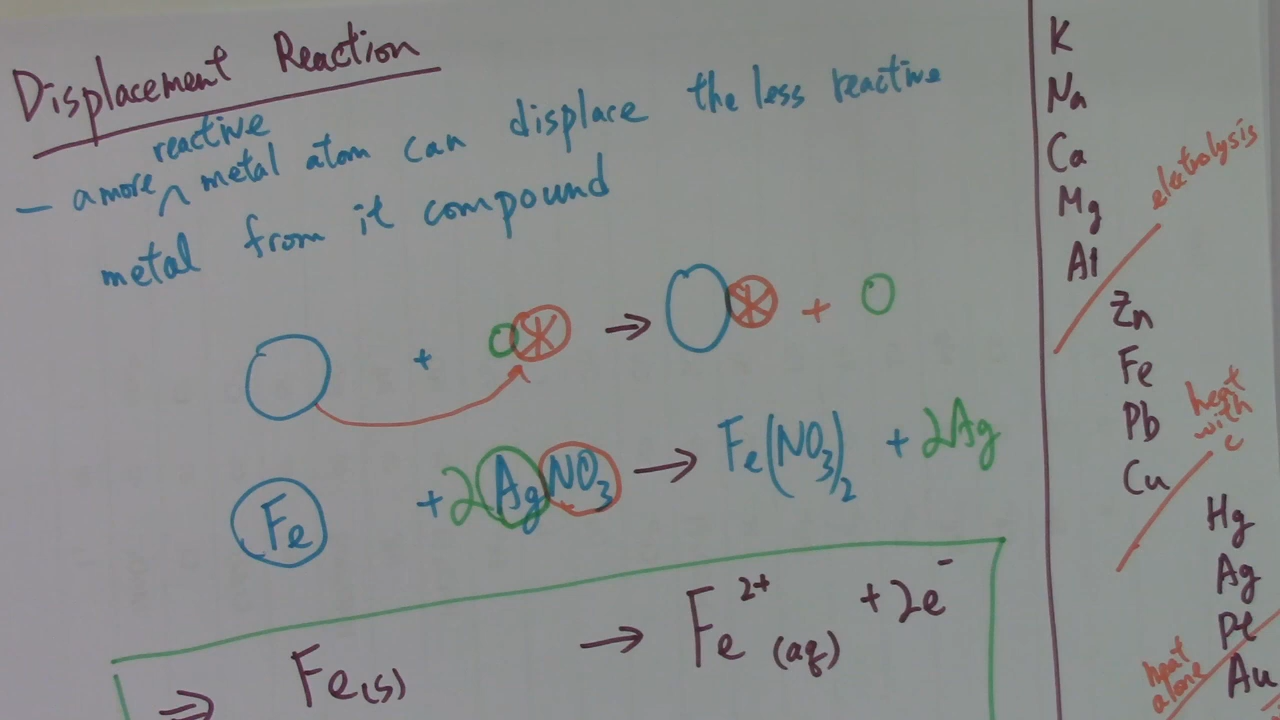 Displacement Reaction
reactive
— a more ∧ metal atom can displace the less reactive
metal from it compound
+ → +
Fe + 2AgNO₃ → Fe(NO₃)₂ + 2Ag
⇒ Fe(s) → Fe²⁺(aq) + 2e⁻
K
Na
Ca
Mg
Al
electrolysis
Zn
Fe
Pb
Cu
heat
with
c
Hg
Ag
Pt
Au
heat
alone